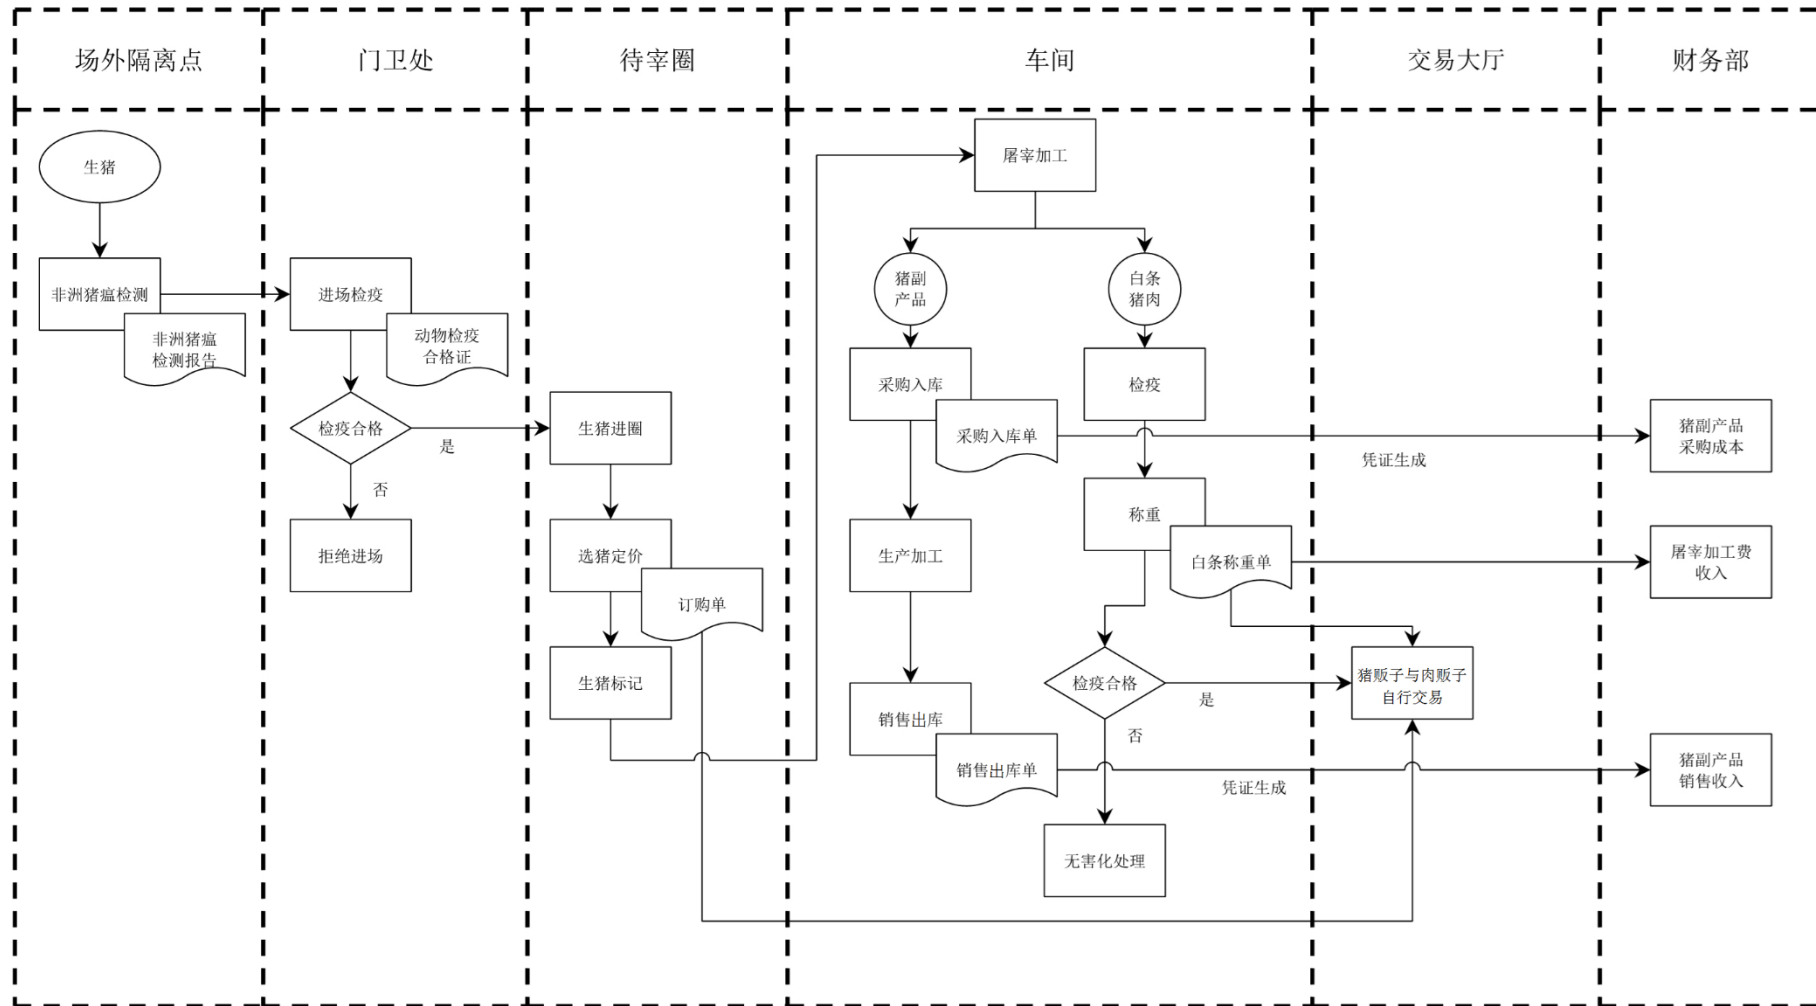 场外隔离点
门卫处
待宰圈
车间
交易大厅
财务部
生猪
非洲猪瘟检测
非洲猪瘟
检测报告
进场检疫
动物检疫
合格证
检疫合格
是
否
拒绝进场
生猪进圈
选猪定价
订购单
生猪标记
屠宰加工
猪副
产品
白条
猪肉
采购入库
采购入库单
检疫
称重
白条称重单
生产加工
检疫合格
是
否
销售出库
销售出库单
无害化处理
凭证生成
凭证生成
猪贩子与肉贩子
自行交易
猪副产品
采购成本
屠宰加工费
收入
猪副产品
销售收入